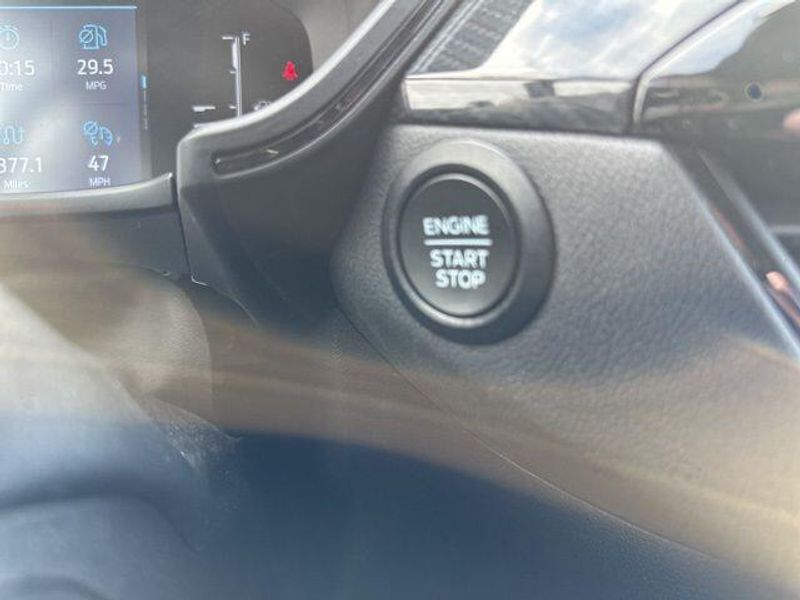 0:15
Time
29.5
MPG
F
377.1
Miles
47
MPH
ENGINE
START
STOP